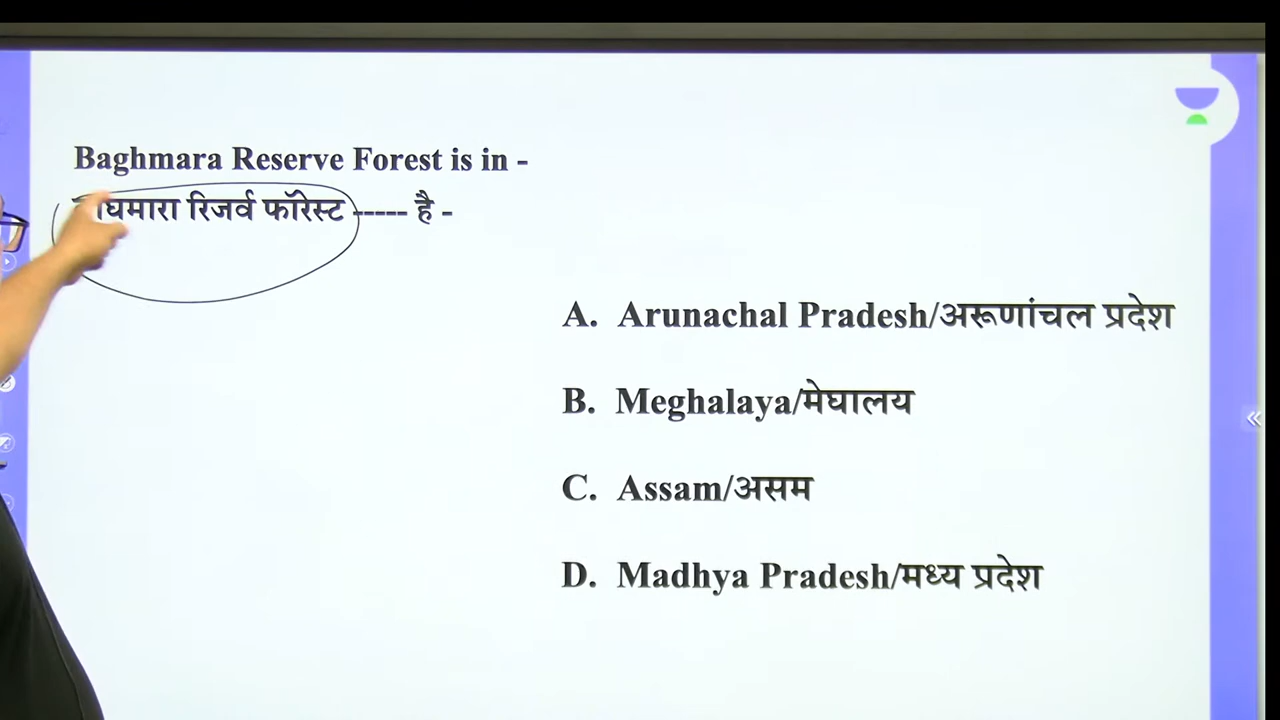 Baghmara Reserve Forest is in -
रिजर्व फॉरेस्ट ----- है -
A. Arunachal Pradesh/अरूणांचल प्रदेश
B. Meghalaya/मेघालय
C. Assam/असम
D. Madhya Pradesh/मध्य प्रदेश
«